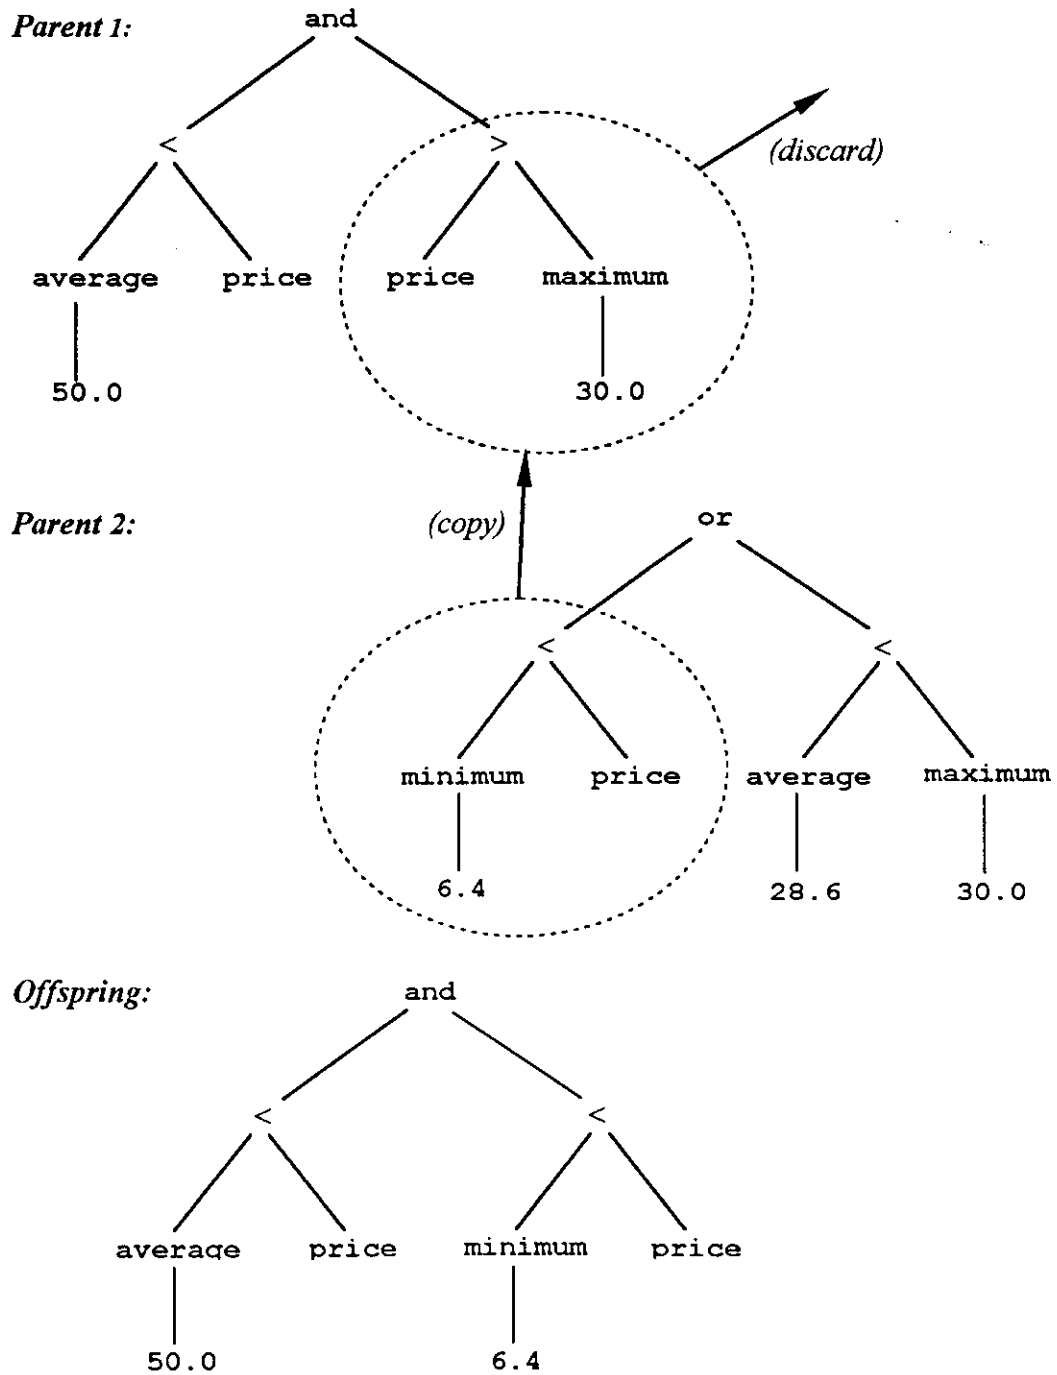 Parent 1:
and
<
>
(discard)
average
price
price
maximum
50.0
30.0
Parent 2:
(copy)
or
<
<
minimum
price
average
maximum
6.4
28.6
30.0
Offspring:
and
<
<
average
price
minimum
price
50.0
6.4